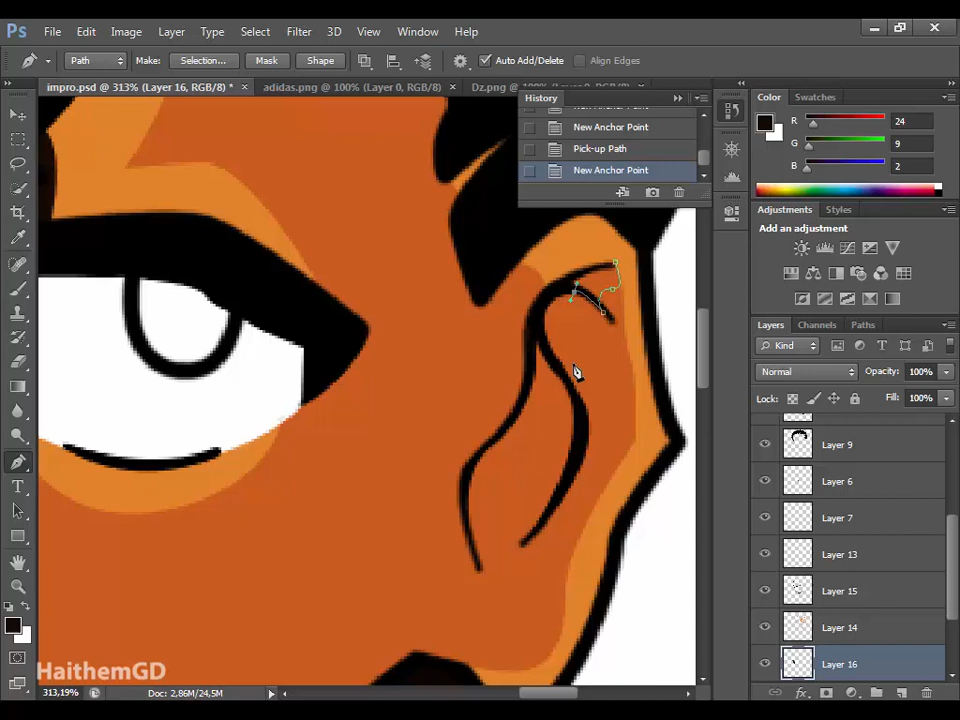 Ps File Edit Image Layer Type Select Filter 3D View Window Help
Path Make: Selection... Mask Shape Auto Add/Delete Align Edges
impro.psd @ 313% (Layer 16, RGB/8) * × adidas.png @ 100% (Layer 0, RGB/8) × Dz.png @
History
New Anchor Point
Pick-up Path
New Anchor Point
Color Swatches
R 24
G 9
B 2
Adjustments Styles
Add an adjustment
Layers Channels Paths
Kind
Normal Opacity: 100%
Lock: Fill: 100%
Layer 9
Layer 6
Layer 7
Layer 13
Layer 15
Layer 14
Layer 16
HaithemGD
313,19% Doc: 2,86M/24,5M